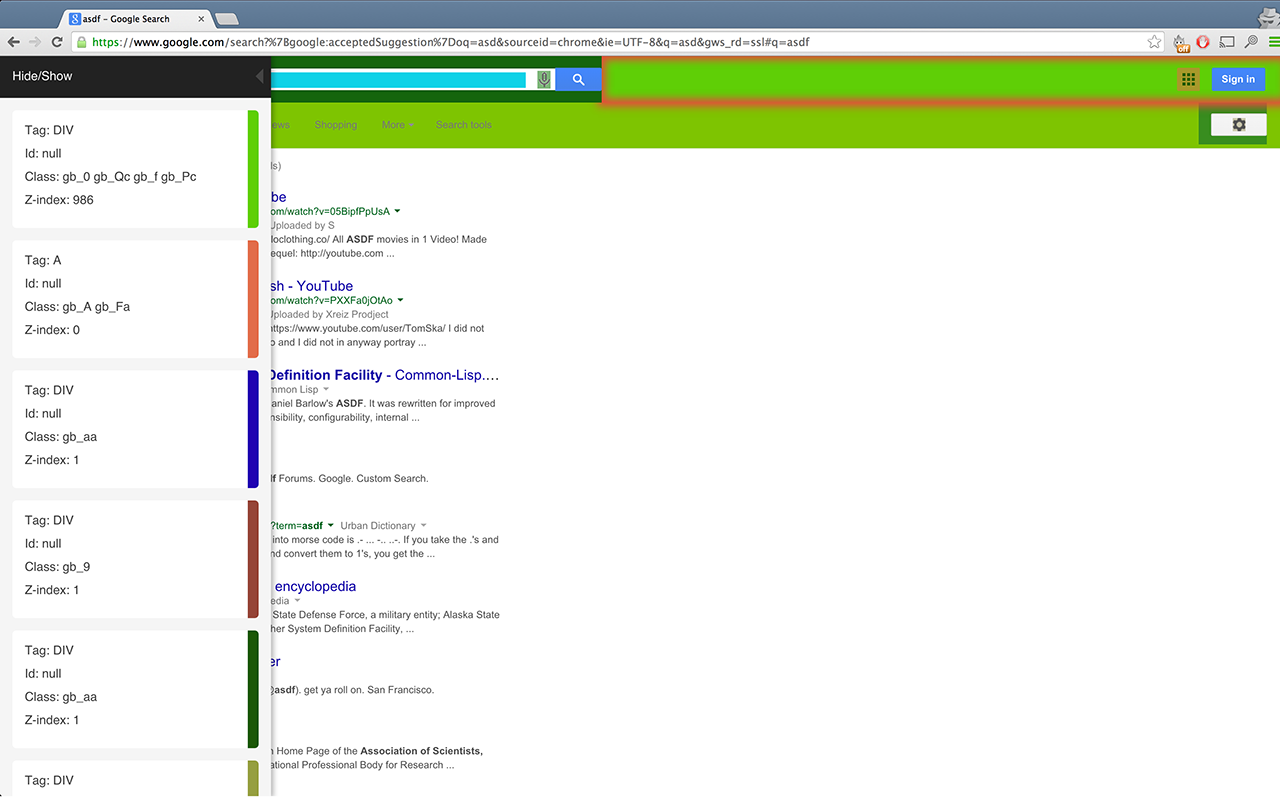 asdf - Google Search
https://www.google.com/search?%7Bgoogle:acceptedSuggestion%7Doq=asd&sourceid=chrome&ie=UTF-8&q=asd&gws_rd=ssl#q=asdf
off
Hide/Show
Sign in
Shopping
More
Search tools
Tag: DIV
Id: null
Class: gb_0 gb_Qc gb_f gb_Pc
Z-index: 986
Tag: A
Id: null
Class: gb_A gb_Fa
Z-index: 0
Tag: DIV
Id: null
Class: gb_aa
Z-index: 1
Tag: DIV
Id: null
Class: gb_9
Z-index: 1
Tag: DIV
Id: null
Class: gb_aa
Z-index: 1
Tag: DIV
be
om/watch?v=05BipfPpUsA
Uploaded by S
loclothing.co/ All ASDF movies in 1 Video! Made
equel: http://youtube.com ...
sh - YouTube
om/watch?v=PXXFa0jOtAo
Uploaded by Xreiz Prodject
https://www.youtube.com/user/TomSka/ I did not
and I did not in anyway portray ...
Definition Facility - Common-Lisp....
mmon Lisp
aniel Barlow's ASDF. It was rewritten for improved
nsibility, configurability, internal ...
df Forums. Google. Custom Search.
?term=asdf Urban Dictionary
into morse code is .- ... -.. ..-. If you take the .'s and
nd convert them to 1's, you get the ...
encyclopedia
edia
State Defense Force, a military entity; Alaska State
her System Definition Facility, ...
er
@asdf). get ya roll on. San Francisco.
Home Page of the Association of Scientists,
ational Professional Body for Research ...